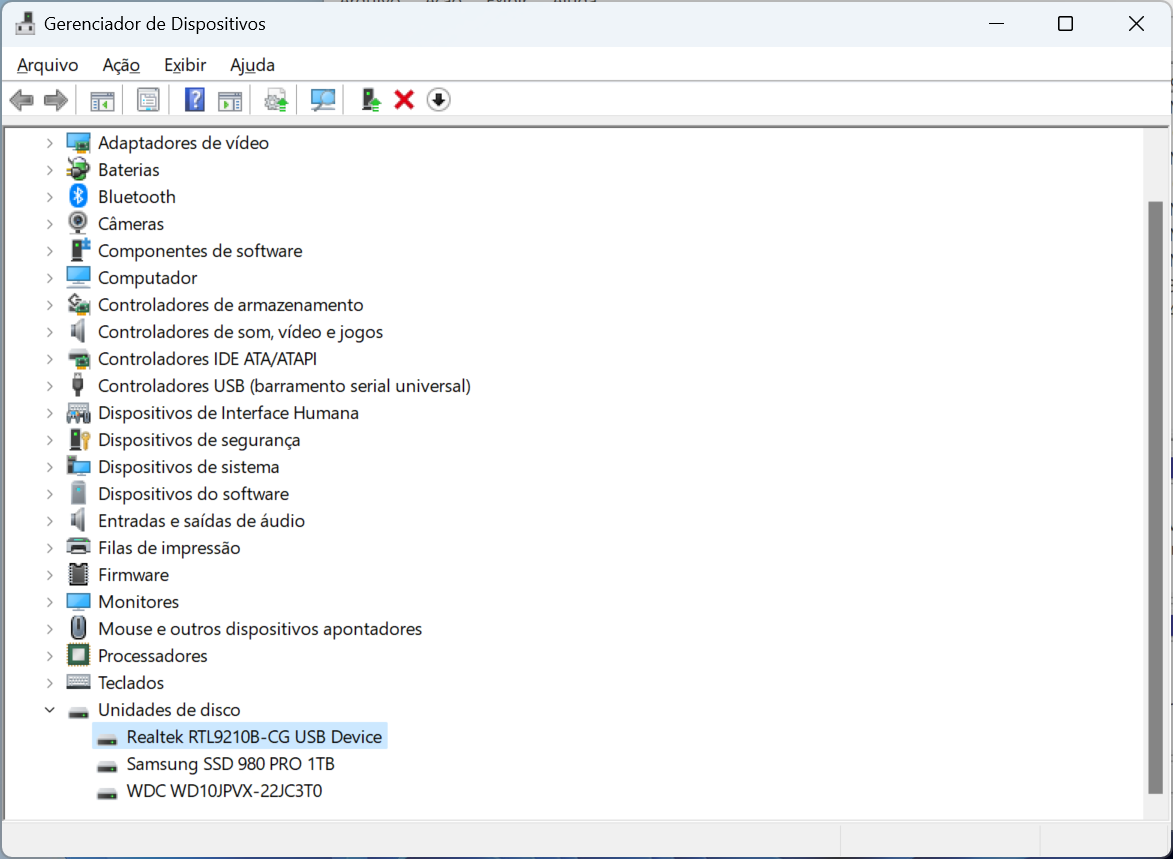 Gerenciador de Dispositivos
Arquivo Ação Exibir Ajuda
Adaptadores de vídeo
Baterias
Bluetooth
Câmeras
Componentes de software
Computador
Controladores de armazenamento
Controladores de som, vídeo e jogos
Controladores IDE ATA/ATAPI
Controladores USB (barramento serial universal)
Dispositivos de Interface Humana
Dispositivos de segurança
Dispositivos de sistema
Dispositivos do software
Entradas e saídas de áudio
Filas de impressão
Firmware
Monitores
Mouse e outros dispositivos apontadores
Processadores
Teclados
Unidades de disco
Realtek RTL9210B-CG USB Device
Samsung SSD 980 PRO 1TB
WDC WD10JPVX-22JC3T0